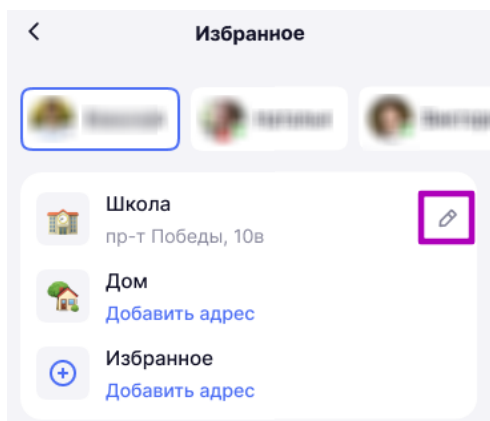 Избранное
Школа
пр-т Победы, 10в
Дом
Добавить адрес
Избранное
Добавить адрес